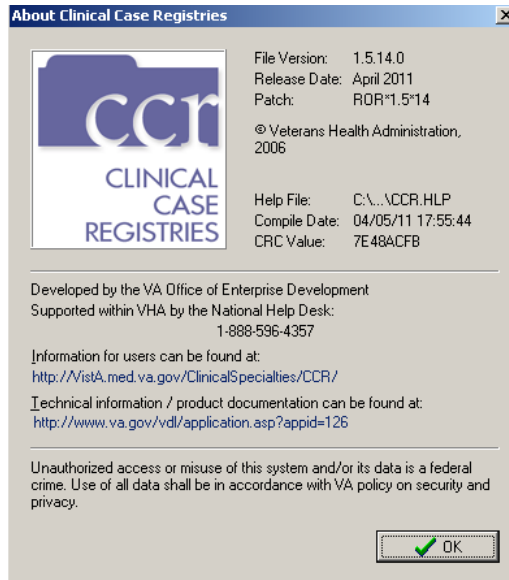 About Clinical Case Registries
ccr
CLINICAL
CASE
REGISTRIES
File Version: 1.5.14.0
Release Date: April 2011
Patch: ROR*1.5*14
© Veterans Health Administration,
2006
Help File: C:\...\CCR.HLP
Compile Date: 04/05/11 17:55:44
CRC Value: 7E48ACFB
Developed by the VA Office of Enterprise Development
Supported within VHA by the National Help Desk:
1-888-596-4357
Information for users can be found at:
http://VistA.med.va.gov/ClinicalSpecialties/CCR/
Technical information / product documentation can be found at:
http://www.va.gov/vdl/application.asp?appid=126
Unauthorized access or misuse of this system and/or its data is a federal
crime. Use of all data shall be in accordance with VA policy on security and
privacy.
OK